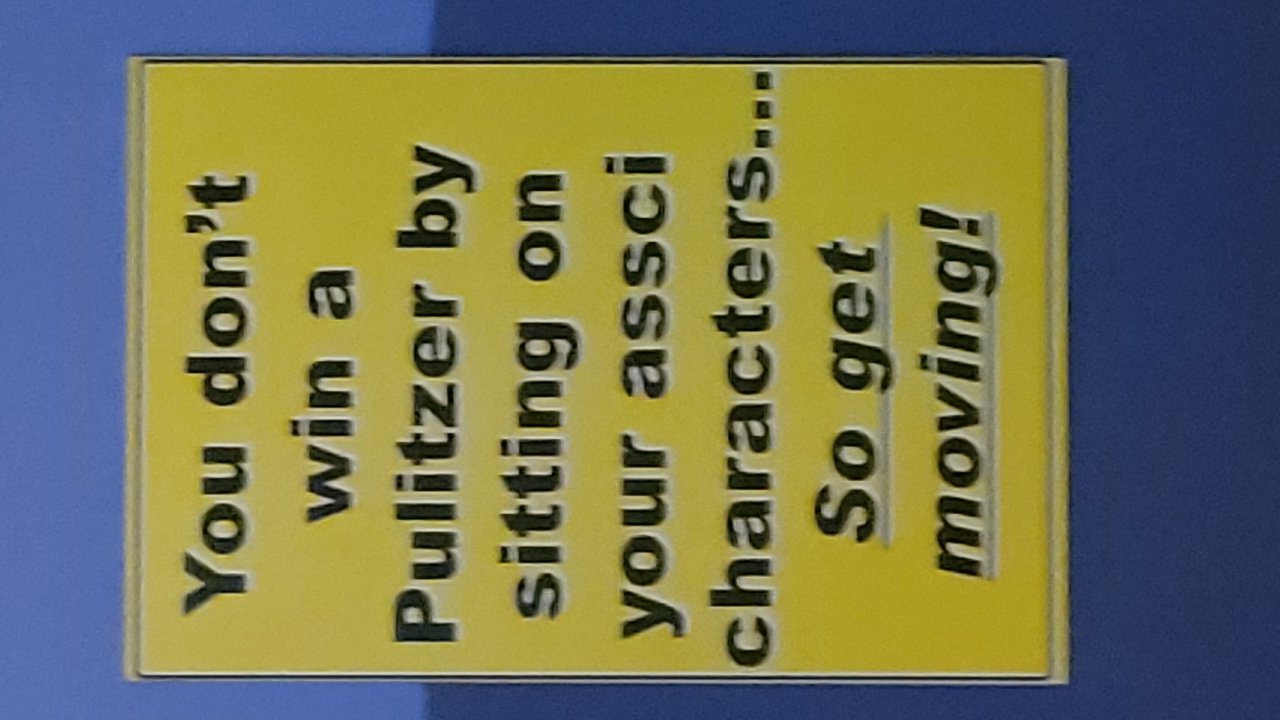 You don't
win a
Pulitzer by
sitting on
your assci
characters...
So get
moving!